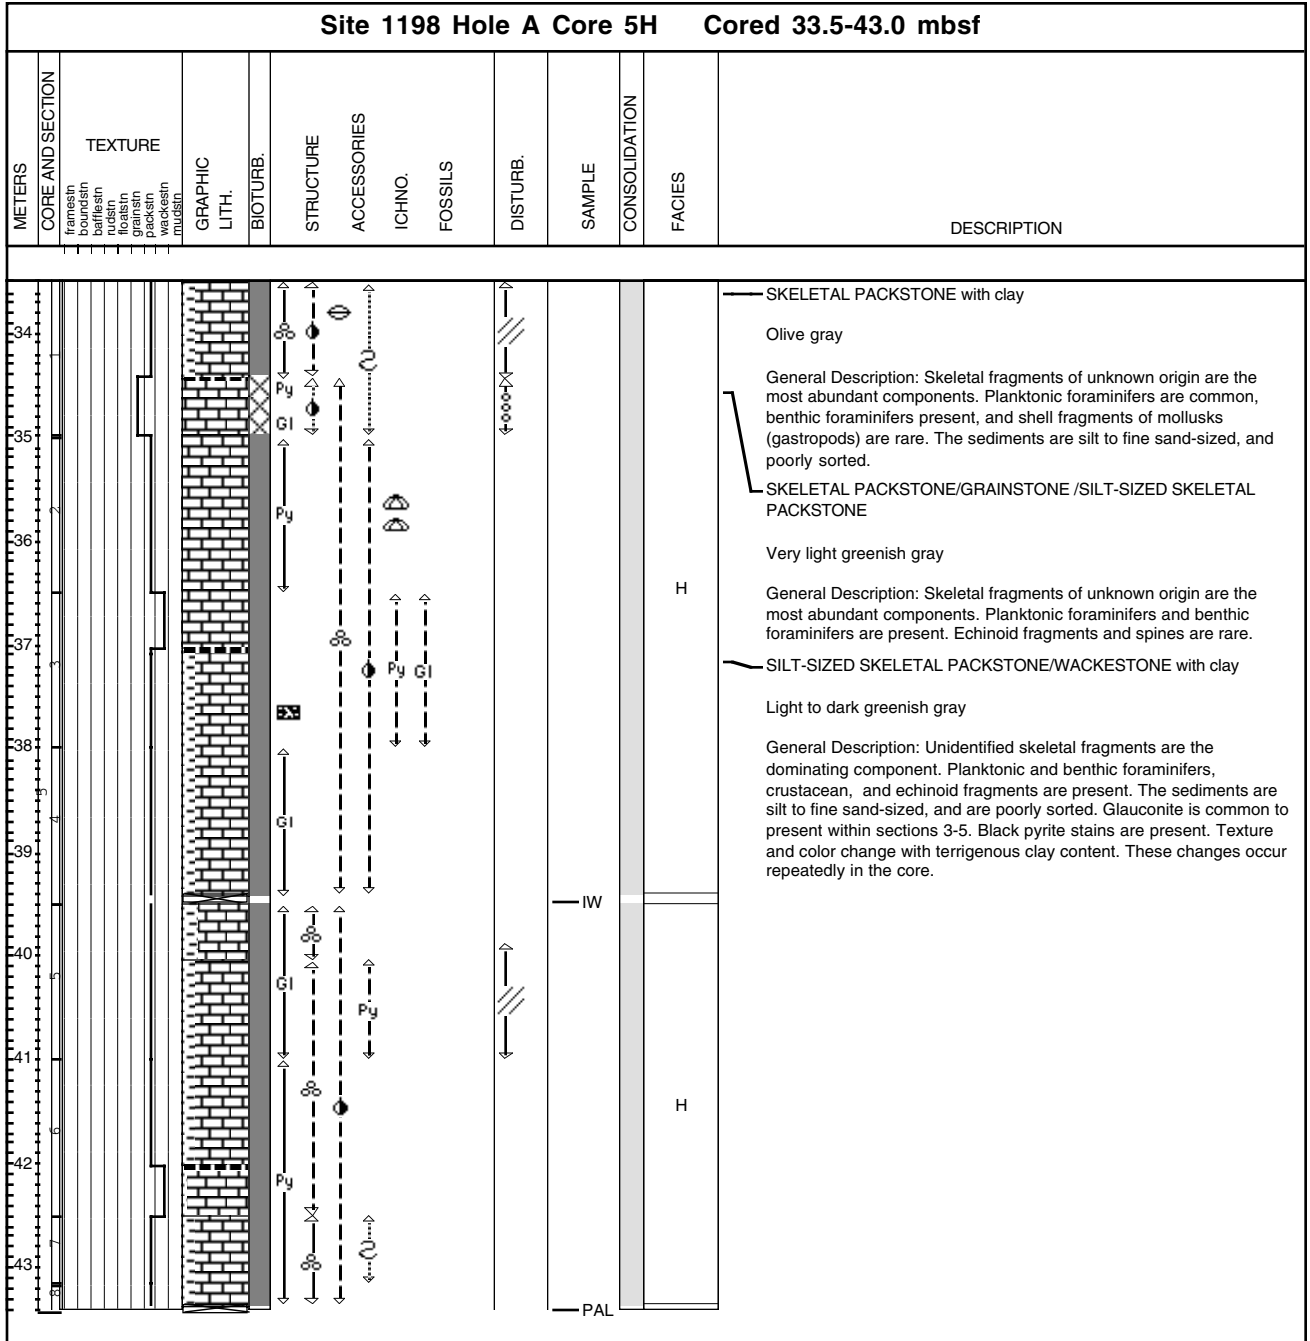 Site 1198 Hole A Core 5H Cored 33.5-43.0 mbsf
METERS
CORE AND SECTION
TEXTURE
framestn
boundstn
bafflestn
rudstn
floatstn
grainstn
packstn
wackestn
mudstn
GRAPHIC
LITH.
BIOTURB.
STRUCTURE
ACCESSORIES
ICHNO.
FOSSILS
DISTURB.
SAMPLE
CONSOLIDATION
FACIES
DESCRIPTION
34
35
36
37
38
39
40
41
42
43
1
2
3
4
5
6
7
8
Py
Gl
Py
Py
Gl
Gl
Gl
Py
Py
IW
PAL
H
H
SKELETAL PACKSTONE with clay
Olive gray
General Description: Skeletal fragments of unknown origin are the
most abundant components. Planktonic foraminifers are common,
benthic foraminifers present, and shell fragments of mollusks
(gastropods) are rare. The sediments are silt to fine sand-sized, and
poorly sorted.
SKELETAL PACKSTONE/GRAINSTONE /SILT-SIZED SKELETAL
PACKSTONE
Very light greenish gray
General Description: Skeletal fragments of unknown origin are the
most abundant components. Planktonic foraminifers and benthic
foraminifers are present. Echinoid fragments and spines are rare.
SILT-SIZED SKELETAL PACKSTONE/WACKESTONE with clay
Light to dark greenish gray
General Description: Unidentified skeletal fragments are the
dominating component. Planktonic and benthic foraminifers,
crustacean, and echinoid fragments are present. The sediments are
silt to fine sand-sized, and are poorly sorted. Glauconite is common to
present within sections 3-5. Black pyrite stains are present. Texture
and color change with terrigenous clay content. These changes occur
repeatedly in the core.